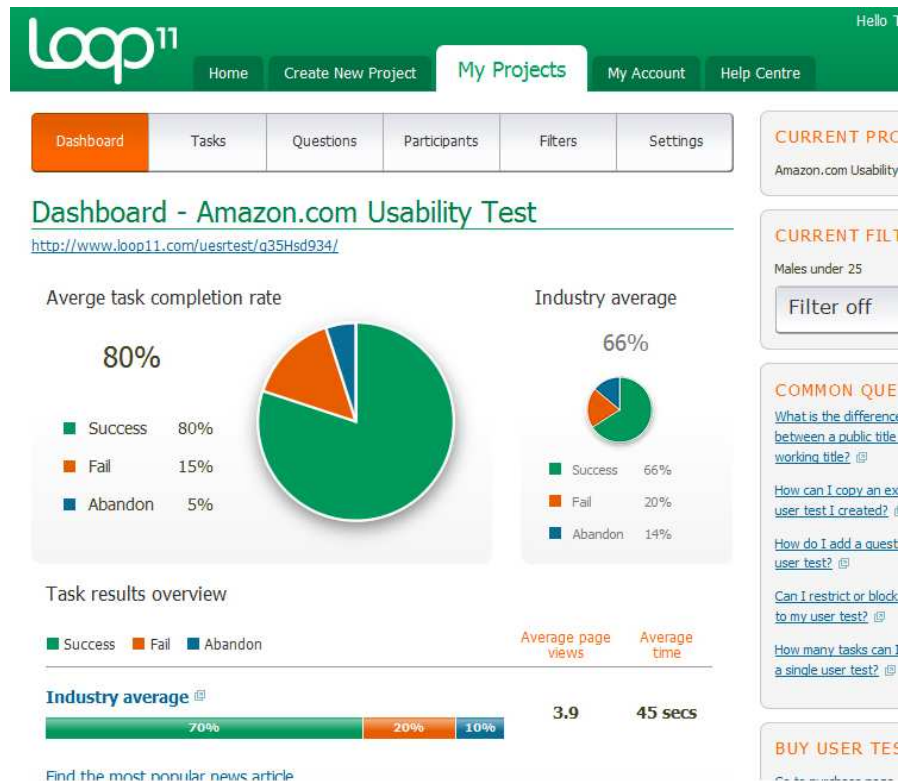 Loop11
Hello T
Home Create New Project My Projects My Account Help Centre
Dashboard Tasks Questions Participants Filters Settings
Dashboard - Amazon.com Usability Test
http://www.loop11.com/uesrtest/q35Hsd934/
Averge task completion rate
80%
Success 80%
Fail 15%
Abandon 5%
Industry average
66%
Success 66%
Fail 20%
Abandon 14%
Task results overview
Success Fail Abandon
Average page
views
Average
time
Industry average
70% 20% 10%
3.9 45 secs
Find the most popular news article
CURRENT PRO
Amazon.com Usability
CURRENT FILT
Males under 25
Filter off
COMMON QUE
What is the difference
between a public title
working title?
How can I copy an ex
user test I created?
How do I add a quest
user test?
Can I restrict or block
to my user test?
How many tasks can I
a single user test?
BUY USER TES
Go to purchase page